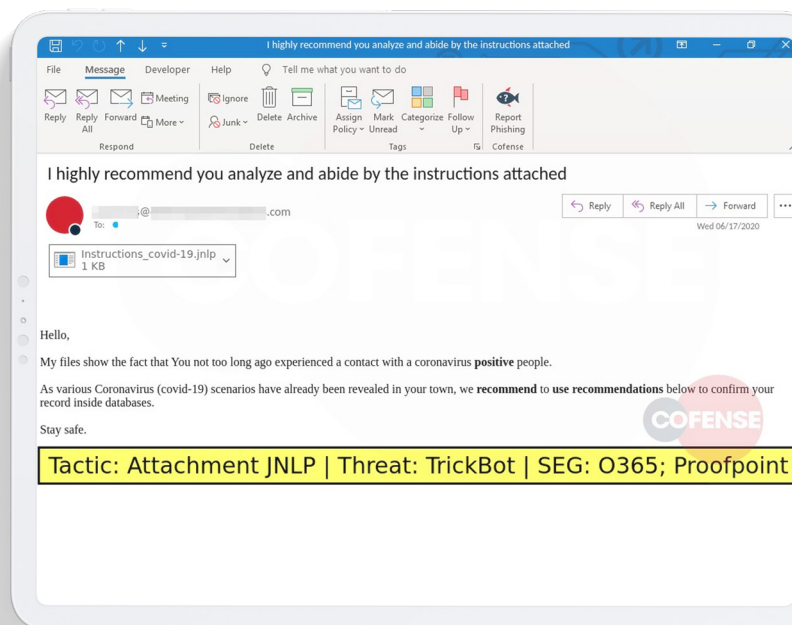 I highly recommend you analyze and abide by the instructions attached
File Message Developer Help Tell me what you want to do
Reply
Reply All
Forward
Meeting
More
Respond
Ignore
Junk
Delete
Archive
Delete
Assign Policy
Mark Unread
Categorize
Follow Up
Tags
Report Phishing
Cofense
I highly recommend you analyze and abide by the instructions attached
@ .com
To:
Reply Reply All Forward
Wed 06/17/2020
Instructions_covid-19.jnlp
1 KB
COFENSE
Hello,
My files show the fact that You not too long ago experienced a contact with a coronavirus positive people.
As various Coronavirus (covid-19) scenarios have already been revealed in your town, we recommend to use recommendations below to confirm your
record inside databases.
Stay safe.
COFENSE
Tactic: Attachment JNLP | Threat: TrickBot | SEG: O365; Proofpoint